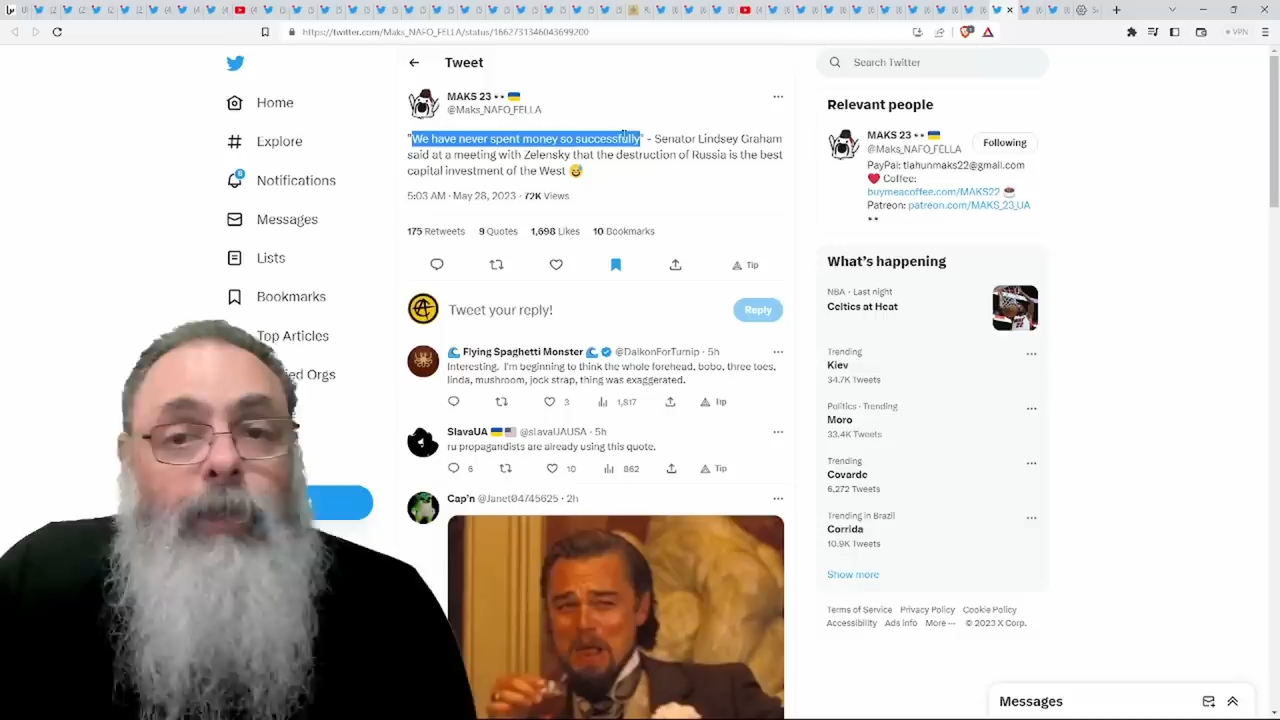 https://twitter.com/Maks_NAFO_FELLA/status/1662731346043699200
VPN
Home
Explore
Notifications
Messages
Lists
Bookmarks
Top Articles
Orgs
Tweet
MAKS 23
@Maks_NAFO_FELLA
"We have never spent money so successfully" - Senator Lindsey Graham
said at a meeting with Zelensky that the destruction of Russia is the best
capital investment of the West
5:03 AM · May 28, 2023 · 72K Views
175 Retweets 9 Quotes 1,698 Likes 10 Bookmarks
Tip
Tweet your reply!
Reply
Flying Spaghetti Monster @DaikonForTurnip · 5h
Interesting. I'm beginning to think the whole forehead, bobo, three toes,
linda, mushroom, jock strap, thing was exaggerated.
3 1,817 Tip
SlavaUA @slavaUAUSA · 5h
ru propagandists are already using this quote.
6 10 862 Tip
Cap'n @Janet04745625 · 2h
Search Twitter
Relevant people
MAKS 23
@Maks_NAFO_FELLA
Following
PayPal: tlahunmaks22@gmail.com
Coffee:
buymeacoffee.com/MAKS22
Patreon: patreon.com/MAKS_23_UA
What's happening
NBA · Last night
Celtics at Heat
Trending
Kiev
34.7K Tweets
Politics · Trending
Moro
33.4K Tweets
Trending
Covarde
6,272 Tweets
Trending in Brazil
Corrida
10.9K Tweets
Show more
Terms of Service Privacy Policy Cookie Policy
Accessibility Ads info More ··· © 2023 X Corp.
Messages